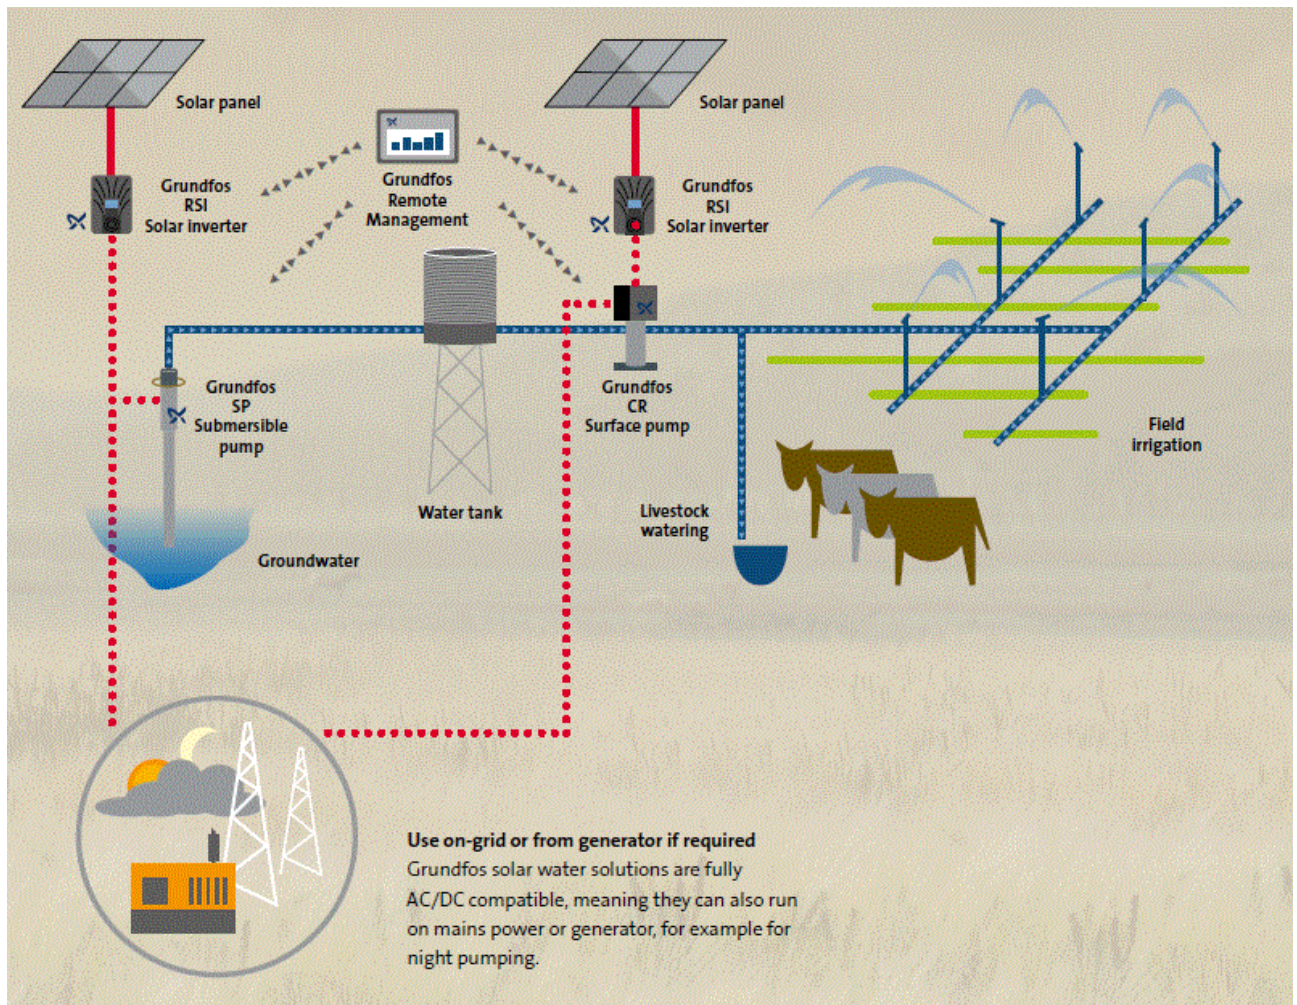 Solar panel
Solar panel
Grundfos
RSI
Solar inverter
Grundfos
Remote
Management
Grundfos
RSI
Solar inverter
Grundfos
SP
Submersible
pump
Grundfos
CR
Surface pump
Field
irrigation
Water tank
Livestock
watering
Groundwater
Use on-grid or from generator if required
Grundfos solar water solutions are fully
AC/DC compatible, meaning they can also run
on mains power or generator, for example for
night pumping.